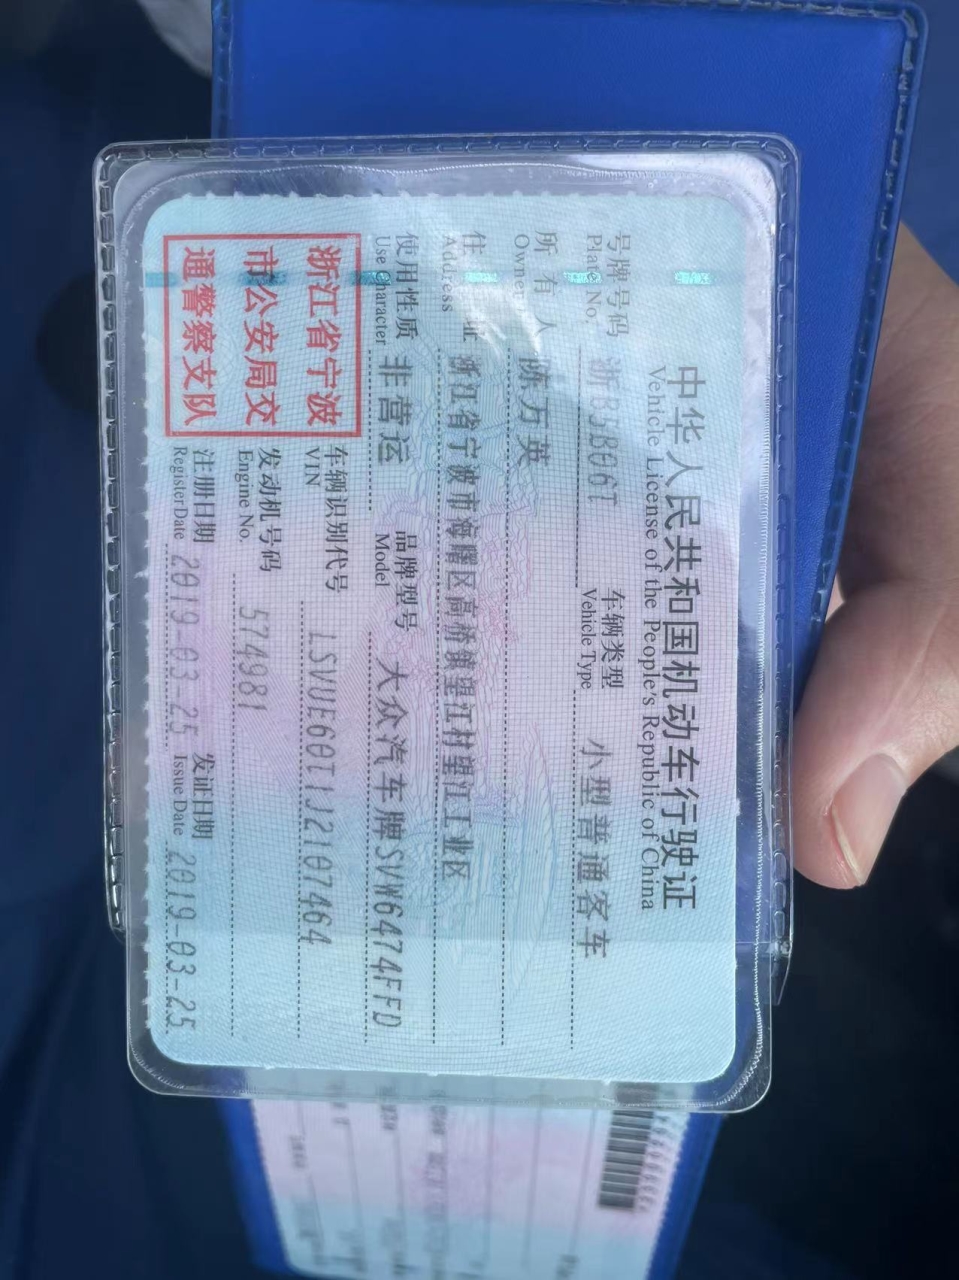 中华人民共和国机动车行驶证
Vehicle License of the People's Republic of China
号牌号码 浙B5B06T 车辆类型 小型普通客车
Plate No. Vehicle Type
所有人 陈万英
Owner
住址 浙江省宁波市海曙区高桥镇望江村望江工业区
Address
使用性质 非营运 品牌型号 大众汽车牌SVW6474FFD
Use Character Model
浙江省宁波
市公安局交
通警察支队
车辆识别代号 LSVUE60T1J2107464
VIN
发动机号码 574981
Engine No.
注册日期 2019-03-25 发证日期 2019-03-25
Register Date Issue Date